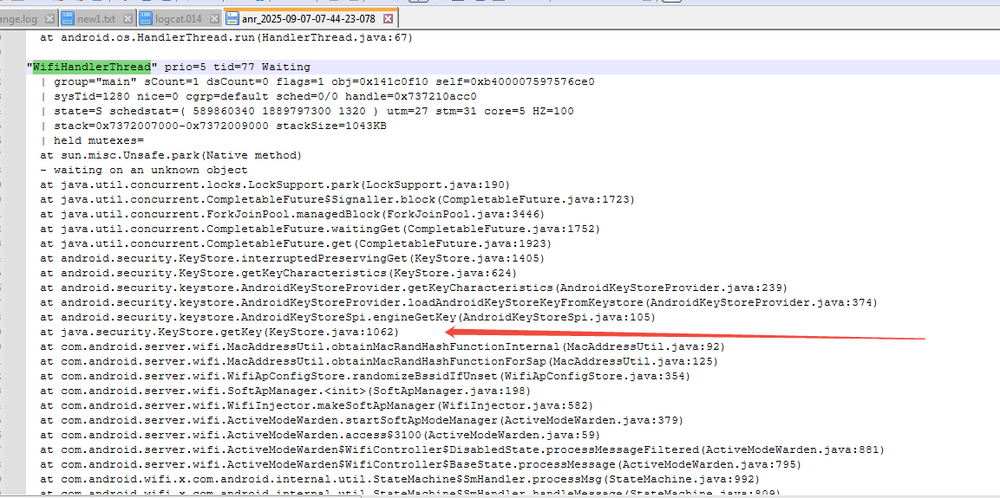 ange.log new1.txt logcat.014 anr_2025-09-07-07-44-23-078
at android.os.HandlerThread.run(HandlerThread.java:67)
"WifiHandlerThread" prio=5 tid=77 Waiting
| group="main" sCount=1 dsCount=0 flags=1 obj=0x141c0f10 self=0xb400007597576ce0
| sysTid=1280 nice=0 cgrp=default sched=0/0 handle=0x737210acc0
| state=S schedstat=( 589860340 1889797300 1320 ) utm=27 stm=31 core=5 HZ=100
| stack=0x7372007000-0x7372009000 stackSize=1043KB
| held mutexes=
at sun.misc.Unsafe.park(Native method)
- waiting on an unknown object
at java.util.concurrent.locks.LockSupport.park(LockSupport.java:190)
at java.util.concurrent.CompletableFuture$Signaller.block(CompletableFuture.java:1723)
at java.util.concurrent.ForkJoinPool.managedBlock(ForkJoinPool.java:3446)
at java.util.concurrent.CompletableFuture.waitingGet(CompletableFuture.java:1752)
at java.util.concurrent.CompletableFuture.get(CompletableFuture.java:1923)
at android.security.KeyStore.interruptedPreservingGet(KeyStore.java:1405)
at android.security.KeyStore.getKeyCharacteristics(KeyStore.java:624)
at android.security.keystore.AndroidKeyStoreProvider.getKeyCharacteristics(AndroidKeyStoreProvider.java:239)
at android.security.keystore.AndroidKeyStoreProvider.loadAndroidKeyStoreKeyFromKeystore(AndroidKeyStoreProvider.java:374)
at android.security.keystore.AndroidKeyStoreSpi.engineGetKey(AndroidKeyStoreSpi.java:105)
at java.security.KeyStore.getKey(KeyStore.java:1062)
at com.android.server.wifi.MacAddressUtil.obtainMacRandHashFunctionInternal(MacAddressUtil.java:92)
at com.android.server.wifi.MacAddressUtil.obtainMacRandHashFunctionForSap(MacAddressUtil.java:125)
at com.android.server.wifi.WifiApConfigStore.randomizeBssidIfUnset(WifiApConfigStore.java:354)
at com.android.server.wifi.SoftApManager.<init>(SoftApManager.java:198)
at com.android.server.wifi.WifiInjector.makeSoftApManager(WifiInjector.java:582)
at com.android.server.wifi.ActiveModeWarden.startSoftApModeManager(ActiveModeWarden.java:379)
at com.android.server.wifi.ActiveModeWarden.access$3100(ActiveModeWarden.java:59)
at com.android.server.wifi.ActiveModeWarden$WifiController$DisabledState.processMessageFiltered(ActiveModeWarden.java:881)
at com.android.server.wifi.ActiveModeWarden$WifiController$BaseState.processMessage(ActiveModeWarden.java:795)
at com.android.wifi.x.com.android.internal.util.StateMachine$SmHandler.processMsg(StateMachine.java:992)
at com.android.wifi.x.com.android.internal.util.StateMachine$SmHandler.handleMessage(StateMachine.java:809)